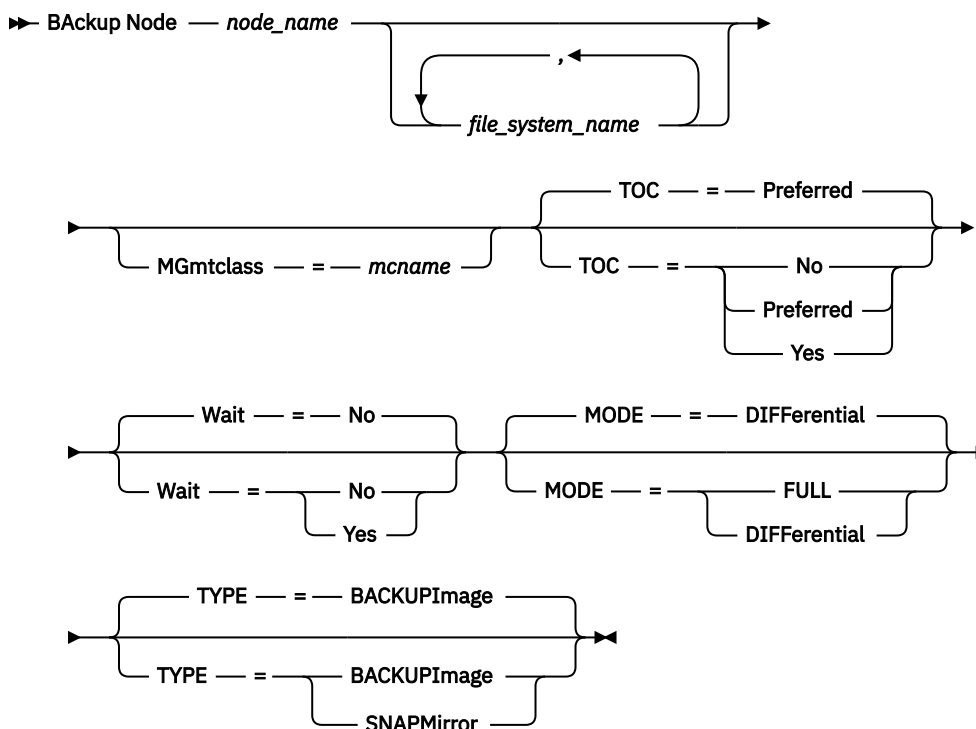 BAckup Node node_name
,
file_system_name
TOC = Preferred
MGmtclass = mcname TOC = No
Preferred
Yes
Wait = No MODE = DIFFerential
Wait = No MODE = FULL
Yes DIFFerential
TYPE = BACKUPImage
TYPE = BACKUPImage
SNAPMirror